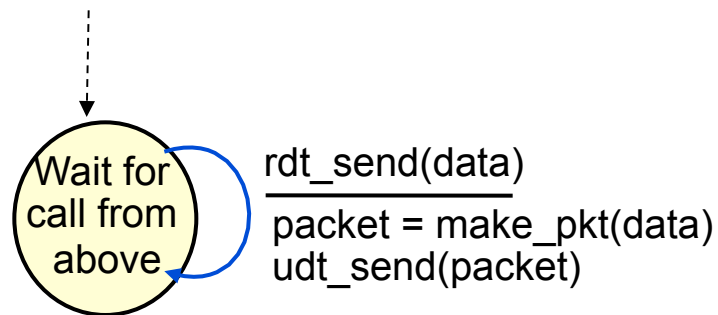 Wait for
call from
above
rdt_send(data)
packet = make_pkt(data)
udt_send(packet)